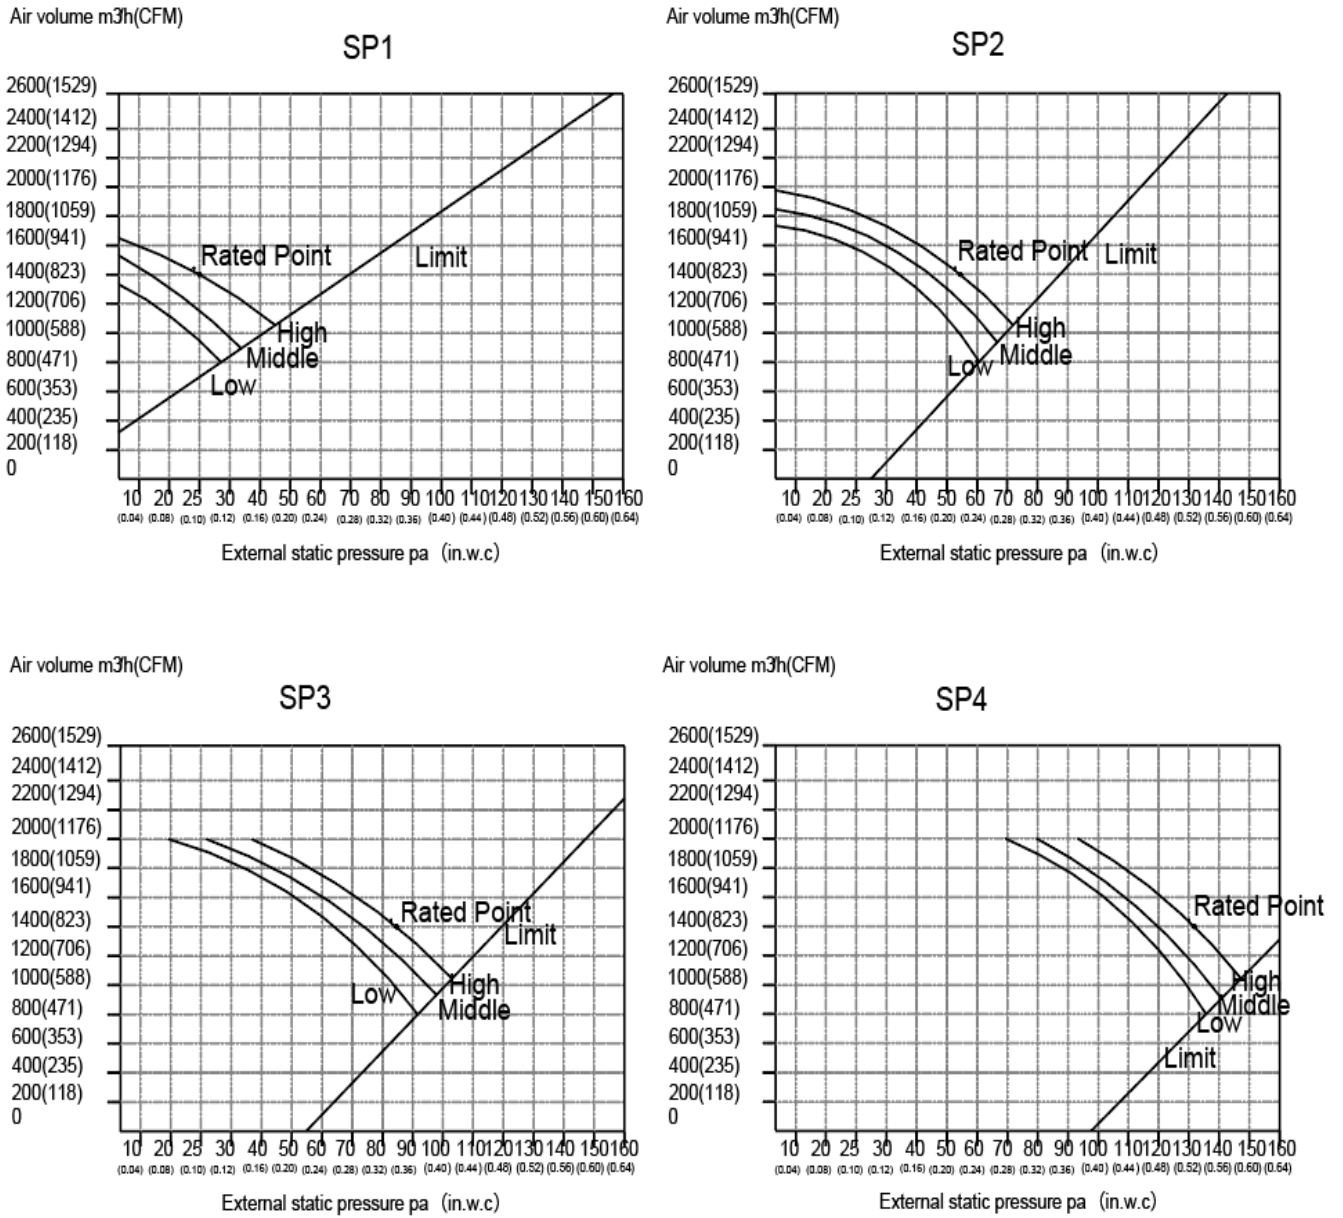 Air volume m3'h(CFM)
SP1
2600(1529)
2400(1412)
2200(1294)
2000(1176)
1800(1059)
1600(941)
1400(823)
1200(706)
1000(588)
800(471)
600(353)
400(235)
200(118)
0
Rated Point
Limit
High
Middle
Low
10 20 25 30 40 50 60 70 80 90 100 110 120 130 140 150 160
(0.04) (0.08) (0.10) (0.12) (0.16) (0.20) (0.24) (0.28) (0.32) (0.36) (0.40) (0.44) (0.48) (0.52) (0.56) (0.60) (0.64)
External static pressure pa (in.w.c)
Air volume m3'h(CFM)
SP2
2600(1529)
2400(1412)
2200(1294)
2000(1176)
1800(1059)
1600(941)
1400(823)
1200(706)
1000(588)
800(471)
600(353)
400(235)
200(118)
0
Rated Point
Limit
High
Middle
Low
10 20 25 30 40 50 60 70 80 90 100 110 120 130 140 150 160
(0.04) (0.08) (0.10) (0.12) (0.16) (0.20) (0.24) (0.28) (0.32) (0.36) (0.40) (0.44) (0.48) (0.52) (0.56) (0.60) (0.64)
External static pressure pa (in.w.c)
Air volume m3'h(CFM)
SP3
2600(1529)
2400(1412)
2200(1294)
2000(1176)
1800(1059)
1600(941)
1400(823)
1200(706)
1000(588)
800(471)
600(353)
400(235)
200(118)
0
Rated Point
Limit
High
Low
Middle
10 20 25 30 40 50 60 70 80 90 100 110 120 130 140 150 160
(0.04) (0.08) (0.10) (0.12) (0.16) (0.20) (0.24) (0.28) (0.32) (0.36) (0.40) (0.44) (0.48) (0.52) (0.56) (0.60) (0.64)
External static pressure pa (in.w.c)
Air volume m3'h(CFM)
SP4
2600(1529)
2400(1412)
2200(1294)
2000(1176)
1800(1059)
1600(941)
1400(823)
1200(706)
1000(588)
800(471)
600(353)
400(235)
200(118)
0
Rated Point
High
Middle
Low
Limit
10 20 25 30 40 50 60 70 80 90 100 110 120 130 140 150 160
(0.04) (0.08) (0.10) (0.12) (0.16) (0.20) (0.24) (0.28) (0.32) (0.36) (0.40) (0.44) (0.48) (0.52) (0.56) (0.60) (0.64)
External static pressure pa (in.w.c)